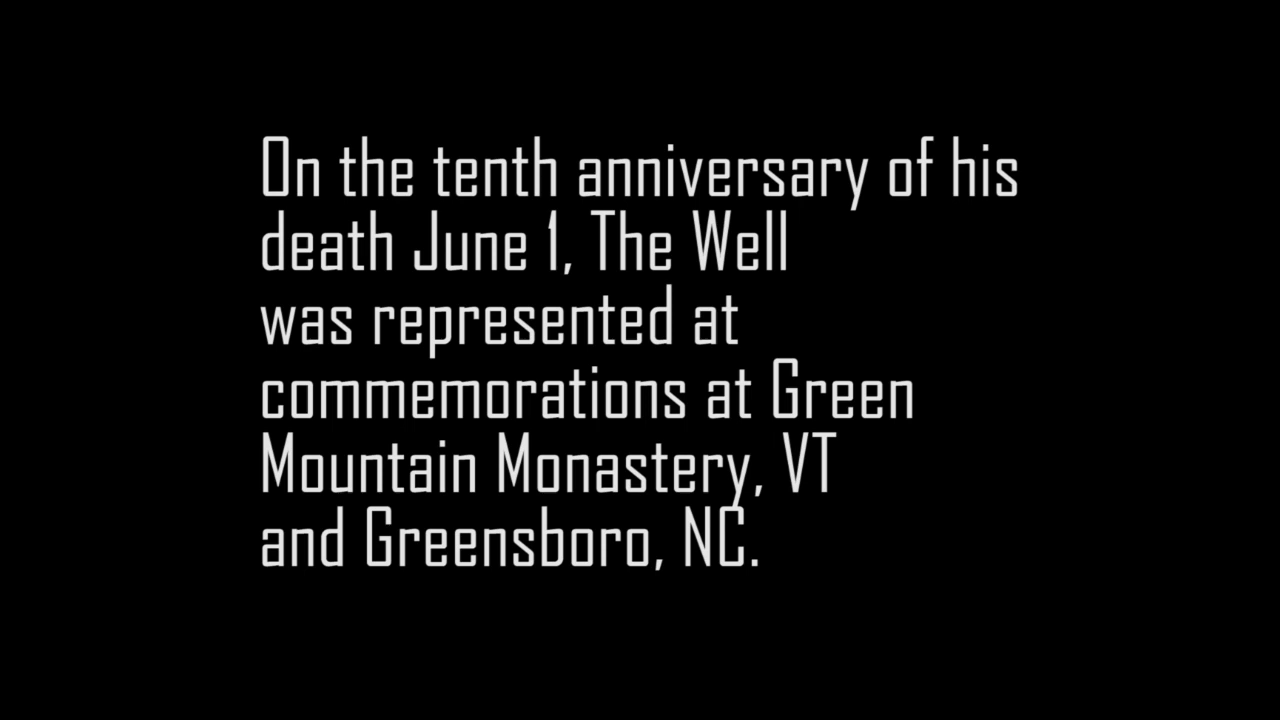 On the tenth anniversary of his
death June 1, The Well
was represented at
commemorations at Green
Mountain Monastery, VT
and Greensboro, NC.